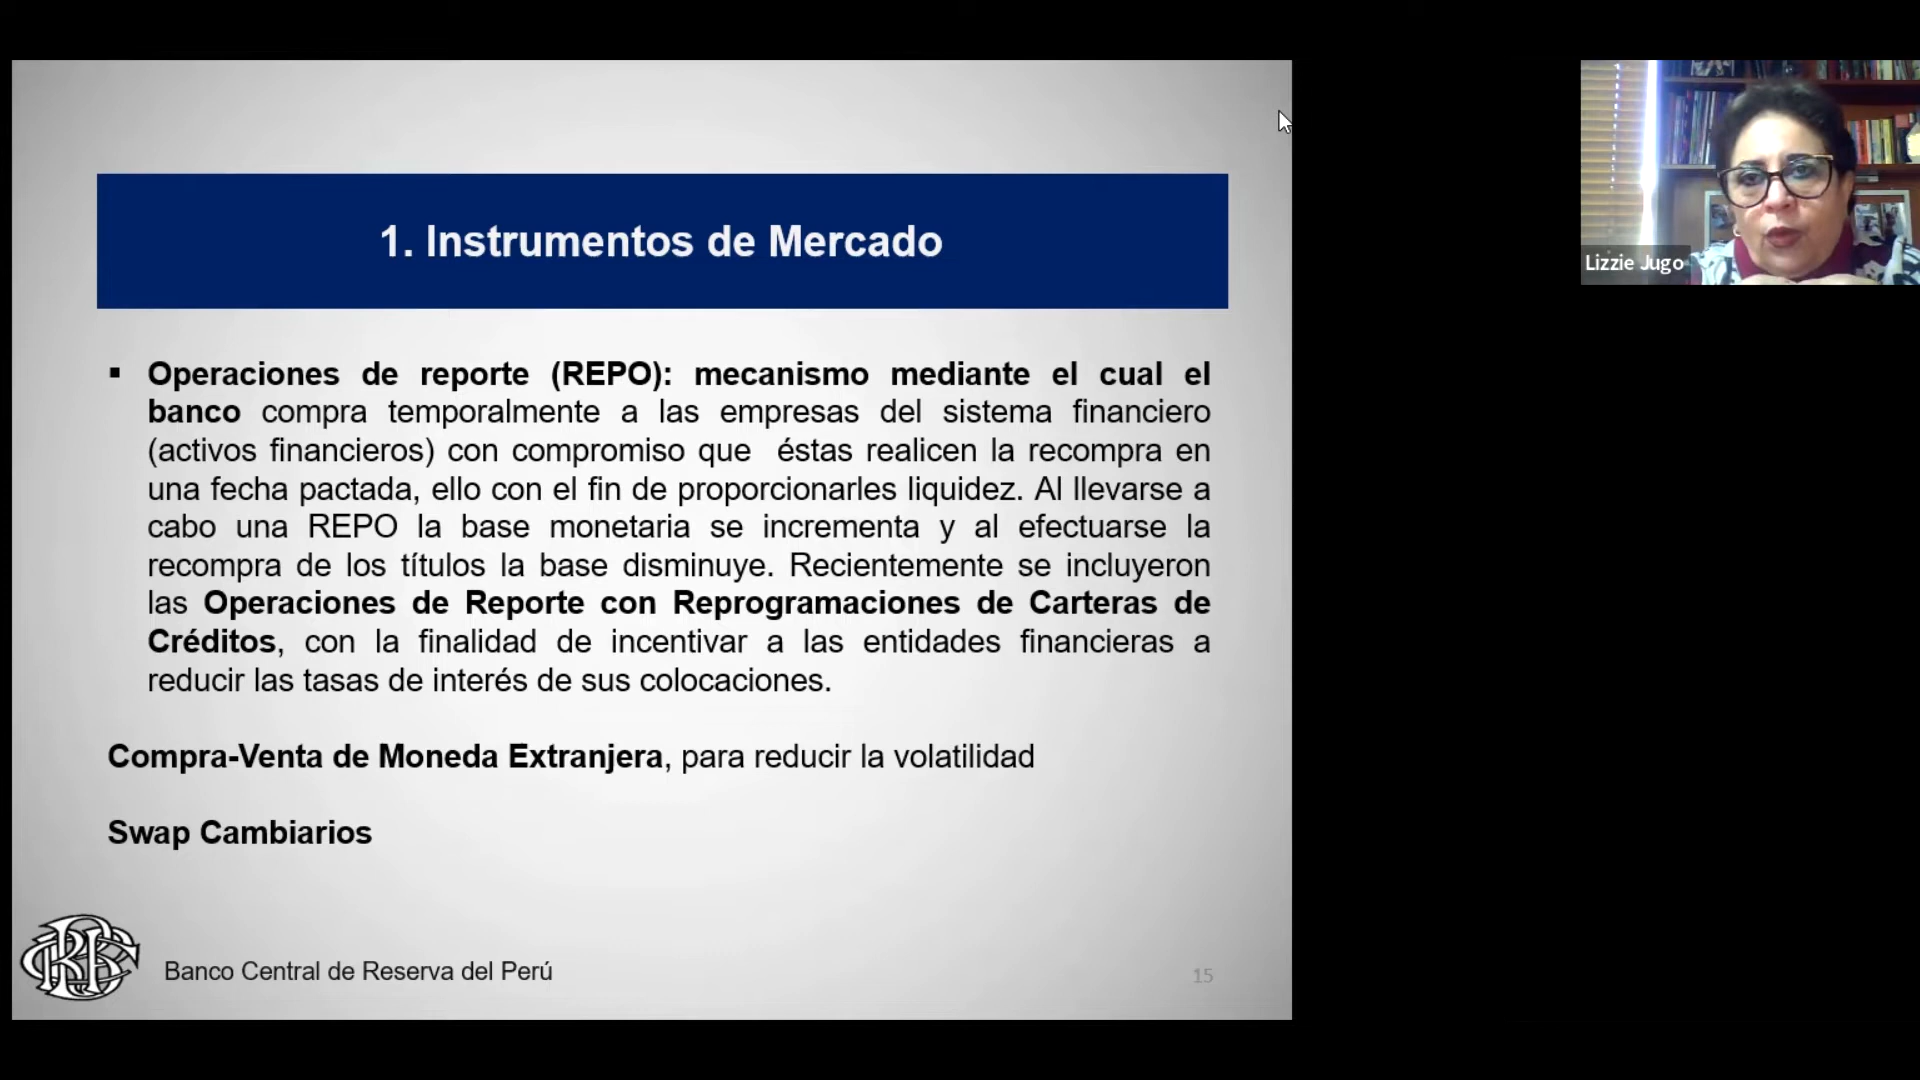 1. Instrumentos de Mercado
▪ Operaciones de reporte (REPO): mecanismo mediante el cual el
banco compra temporalmente a las empresas del sistema financiero
(activos financieros) con compromiso que éstas realicen la recompra en
una fecha pactada, ello con el fin de proporcionarles liquidez. Al llevarse a
cabo una REPO la base monetaria se incrementa y al efectuarse la
recompra de los títulos la base disminuye. Recientemente se incluyeron
las Operaciones de Reporte con Reprogramaciones de Carteras de
Créditos, con la finalidad de incentivar a las entidades financieras a
reducir las tasas de interés de sus colocaciones.
Compra-Venta de Moneda Extranjera, para reducir la volatilidad
Swap Cambiarios
Banco Central de Reserva del Perú
15
Lizzie Jugo